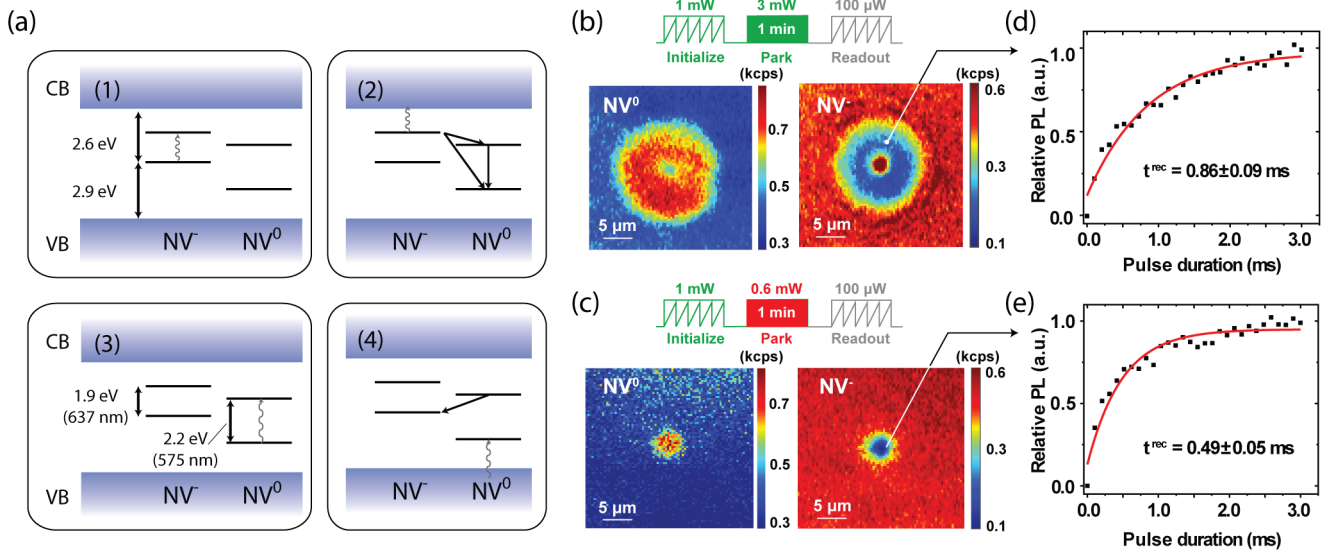 (a)
CB
(1)
2.6 eV
2.9 eV
VB
NV⁻
NV⁰
(2)
NV⁻
NV⁰
CB
(3)
1.9 eV
(637 nm)
2.2 eV
(575 nm)
VB
NV⁻
NV⁰
(4)
NV⁻
NV⁰
(b)
1 mW
3 mW
100 μW
1 min
Initialize
Park
Readout
(kcps)
(kcps)
NV⁰
0.7
0.5
0.3
5 μm
NV⁻
0.6
0.3
0.1
5 μm
(c)
1 mW
0.6 mW
100 μW
1 min
Initialize
Park
Readout
(kcps)
(kcps)
NV⁰
0.7
0.5
0.3
5 μm
NV⁻
0.6
0.3
0.1
5 μm
(d)
Relative PL (a.u.)
1.0
0.5
0.0
t^rec = 0.86±0.09 ms
0.0 1.0 2.0 3.0
Pulse duration (ms)
(e)
Relative PL (a.u.)
1.0
0.5
0.0
t^rec = 0.49±0.05 ms
0.0 1.0 2.0 3.0
Pulse duration (ms)